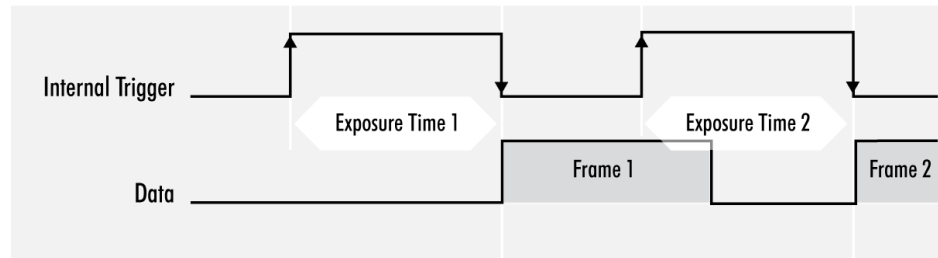 Internal Trigger
Exposure Time 1
Exposure Time 2
Data
Frame 1
Frame 2